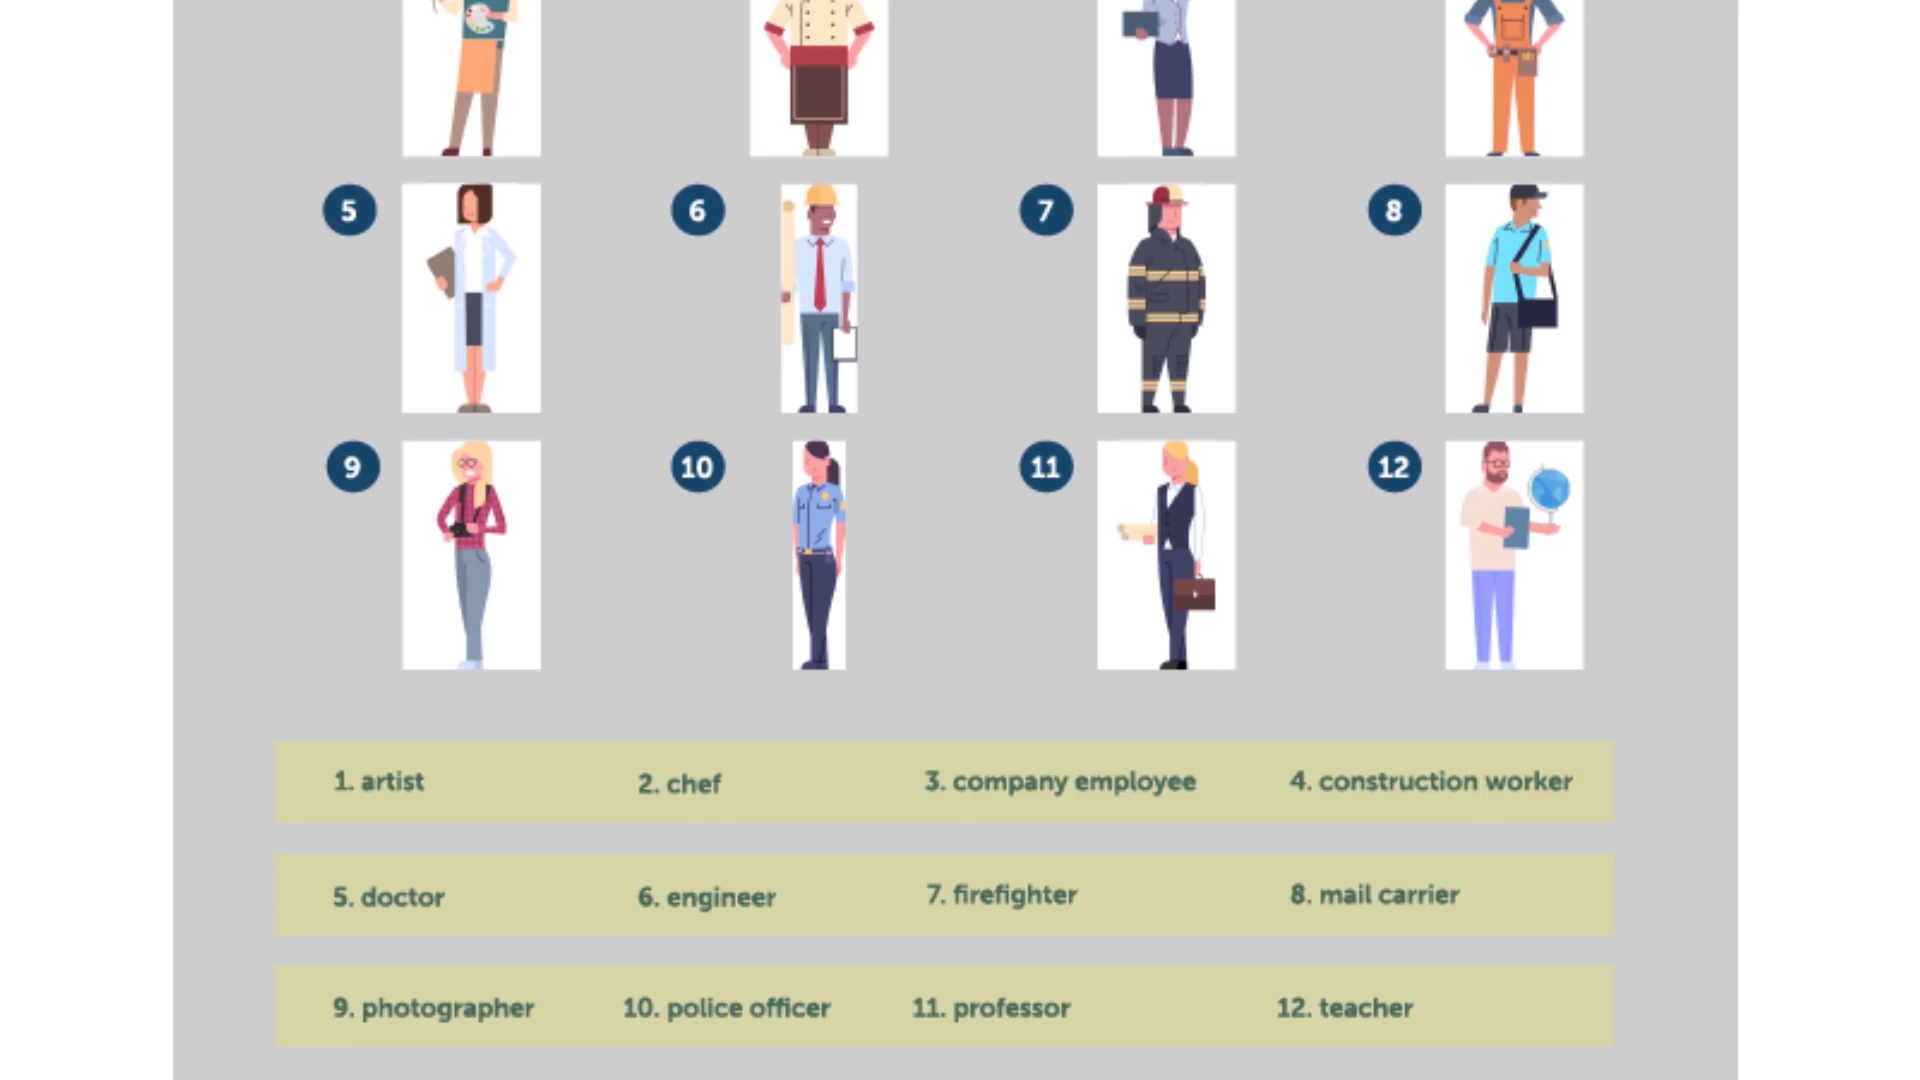 5 6 7 8
9 10 11 12
1. artist 2. chef 3. company employee 4. construction worker
5. doctor 6. engineer 7. firefighter 8. mail carrier
9. photographer 10. police officer 11. professor 12. teacher